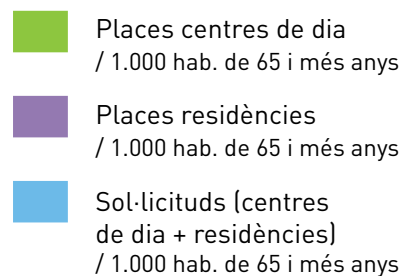 Places centres de dia
/ 1.000 hab. de 65 i més anys
Places residències
/ 1.000 hab. de 65 i més anys
Sol·licituds (centres
de dia + residències)
/ 1.000 hab. de 65 i més anys